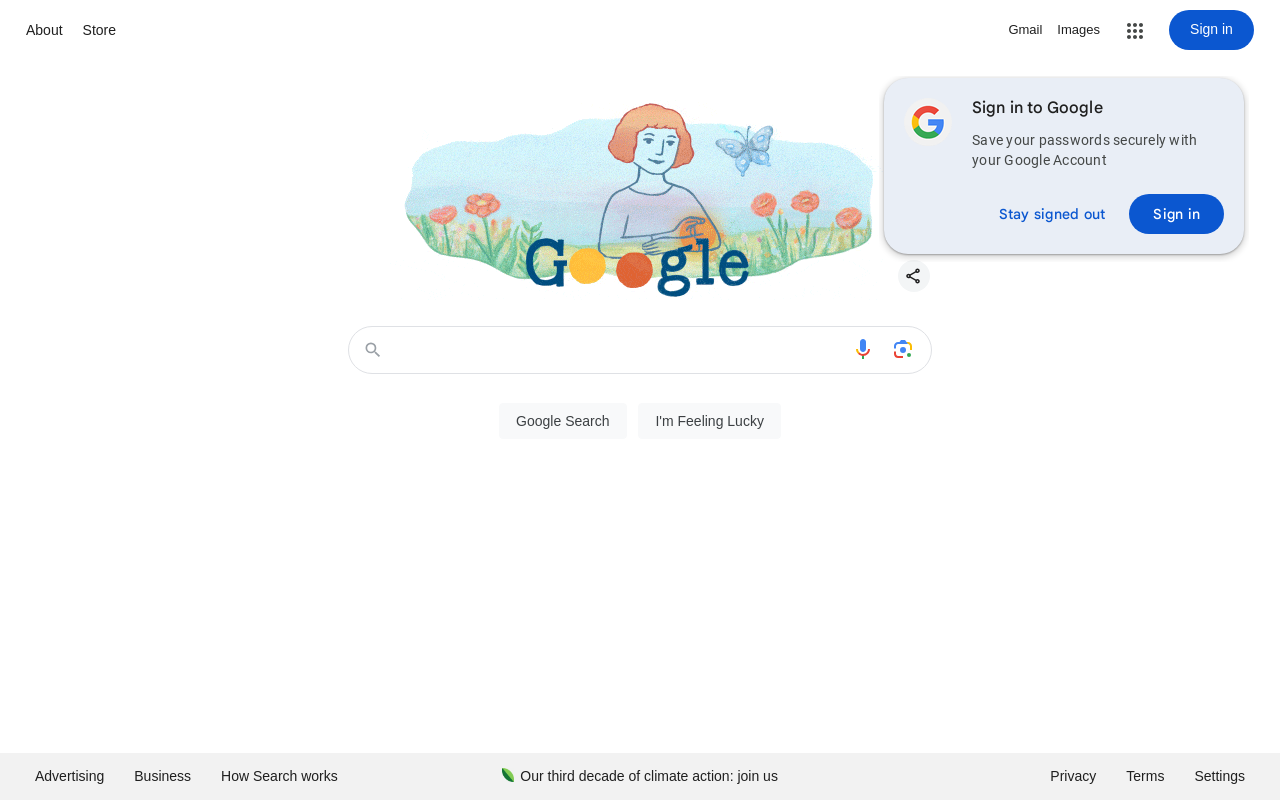 About
Store
Gmail
Images
Sign in
Sign in to Google
Save your passwords securely with
your Google Account
Stay signed out
Sign in
Google
Google Search
I'm Feeling Lucky
Advertising
Business
How Search works
Our third decade of climate action: join us
Privacy
Terms
Settings